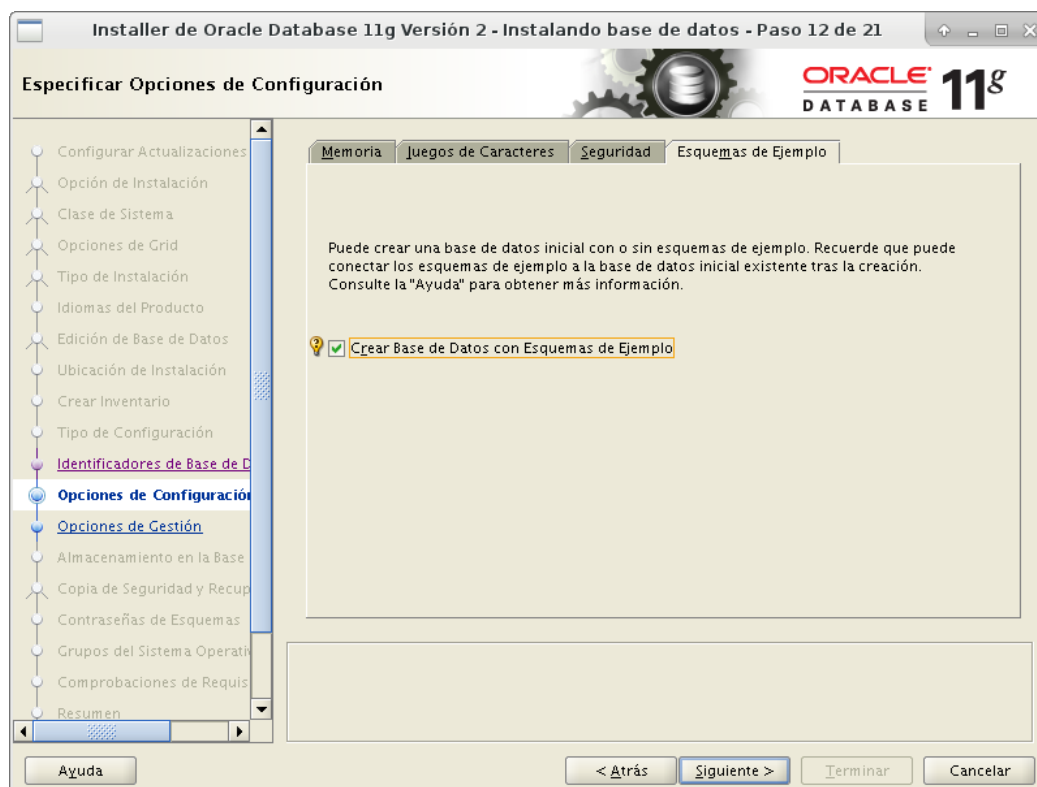 Installer de Oracle Database 11g Versión 2 - Instalando base de datos - Paso 12 de 21
Especificar Opciones de Configuración
ORACLE
DATABASE
11g
Configurar Actualizaciones
Opción de Instalación
Clase de Sistema
Opciones de Grid
Tipo de Instalación
Idiomas del Producto
Edición de Base de Datos
Ubicación de Instalación
Crear Inventario
Tipo de Configuración
Identificadores de Base de D
Opciones de Configuración
Opciones de Gestión
Almacenamiento en la Base
Copia de Seguridad y Recup
Contraseñas de Esquemas
Grupos del Sistema Operativ
Comprobaciones de Requis
Resumen
Memoria Juegos de Caracteres Seguridad Esquemas de Ejemplo
Puede crear una base de datos inicial con o sin esquemas de ejemplo. Recuerde que puede
conectar los esquemas de ejemplo a la base de datos inicial existente tras la creación.
Consulte la "Ayuda" para obtener más información.
Crear Base de Datos con Esquemas de Ejemplo
Ayuda < Atrás Siguiente > Terminar Cancelar